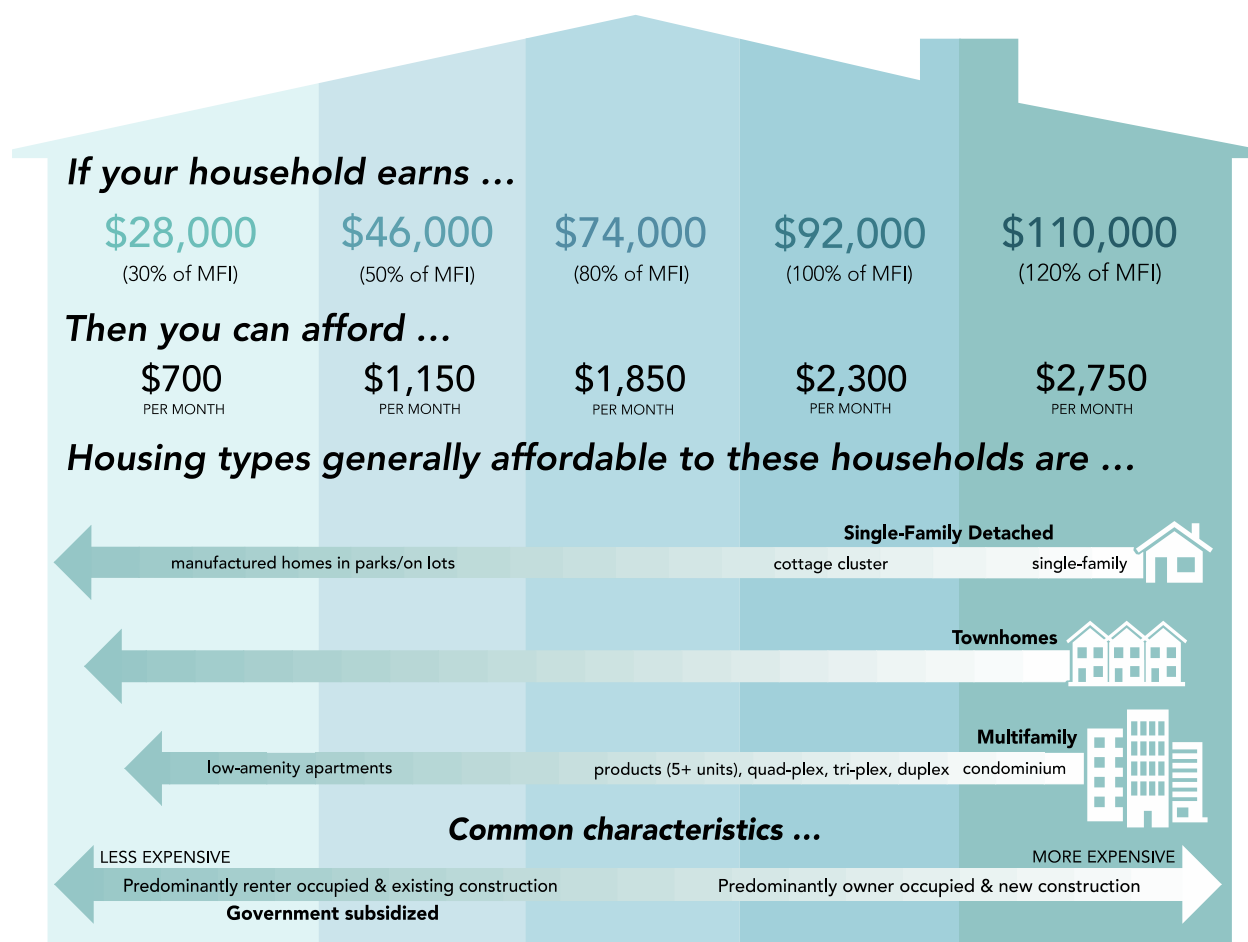 If your household earns ...
$28,000 $46,000 $74,000 $92,000 $110,000
(30% of MFI) (50% of MFI) (80% of MFI) (100% of MFI) (120% of MFI)
Then you can afford ...
$700 $1,150 $1,850 $2,300 $2,750
PER MONTH PER MONTH PER MONTH PER MONTH PER MONTH
Housing types generally affordable to these households are ...
Single-Family Detached
manufactured homes in parks/on lots cottage cluster single-family
Townhomes
Multifamily
low-amenity apartments products (5+ units), quad-plex, tri-plex, duplex condominium
Common characteristics ...
LESS EXPENSIVE MORE EXPENSIVE
Predominantly renter occupied & existing construction Predominantly owner occupied & new construction
Government subsidized